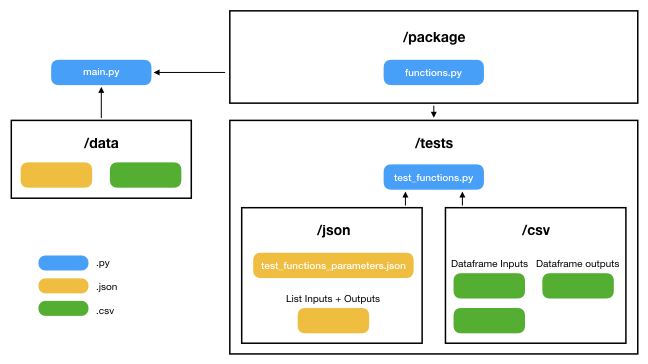 /package
main.py
functions.py
/data
/tests
test_functions.py
/json
/csv
test_functions_parameters.json
Dataframe Inputs
Dataframe outputs
List Inputs + Outputs
.py
.json
.csv